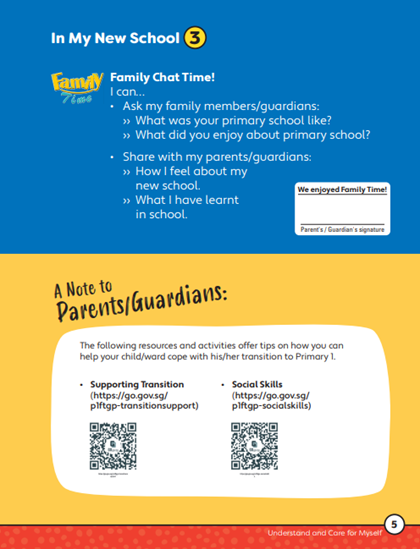 In My New School 3
Family
Time
Family Chat Time!
I can...
• Ask my family members/guardians:
›› What was your primary school like?
›› What did you enjoy about primary school?
• Share with my parents/guardians:
›› How I feel about my
new school.
›› What I have learnt
in school.
We enjoyed Family Time!
Parent's / Guardian's signature
A Note to
Parents/Guardians:
The following resources and activities offer tips on how you can
help your child/ward cope with his/her transition to Primary 1.
• Supporting Transition
(https://go.gov.sg/
p1ftgp-transitionsupport)
• Social Skills
(https://go.gov.sg/
p1ftgp-socialskills)
5
Understand and Care for Myself